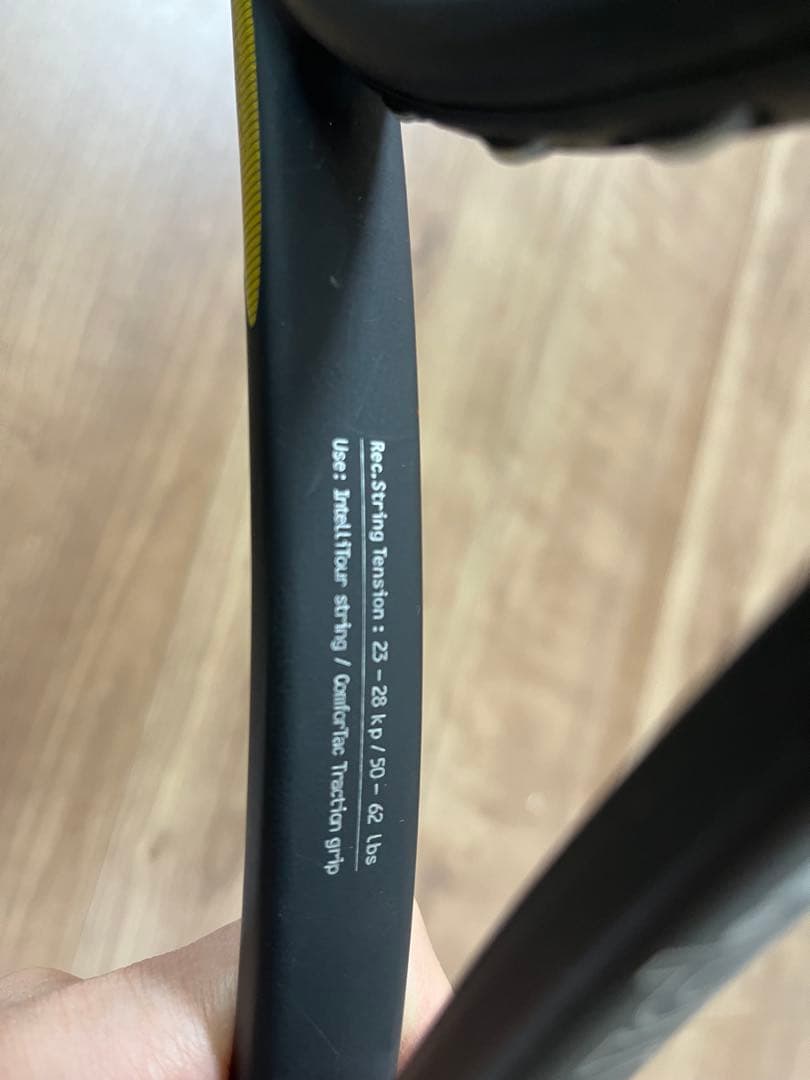 Rec.String Tension: 23 - 28 kp / 50 - 62 lbs
Use: IntelliTour string / ComforTac Traction grip